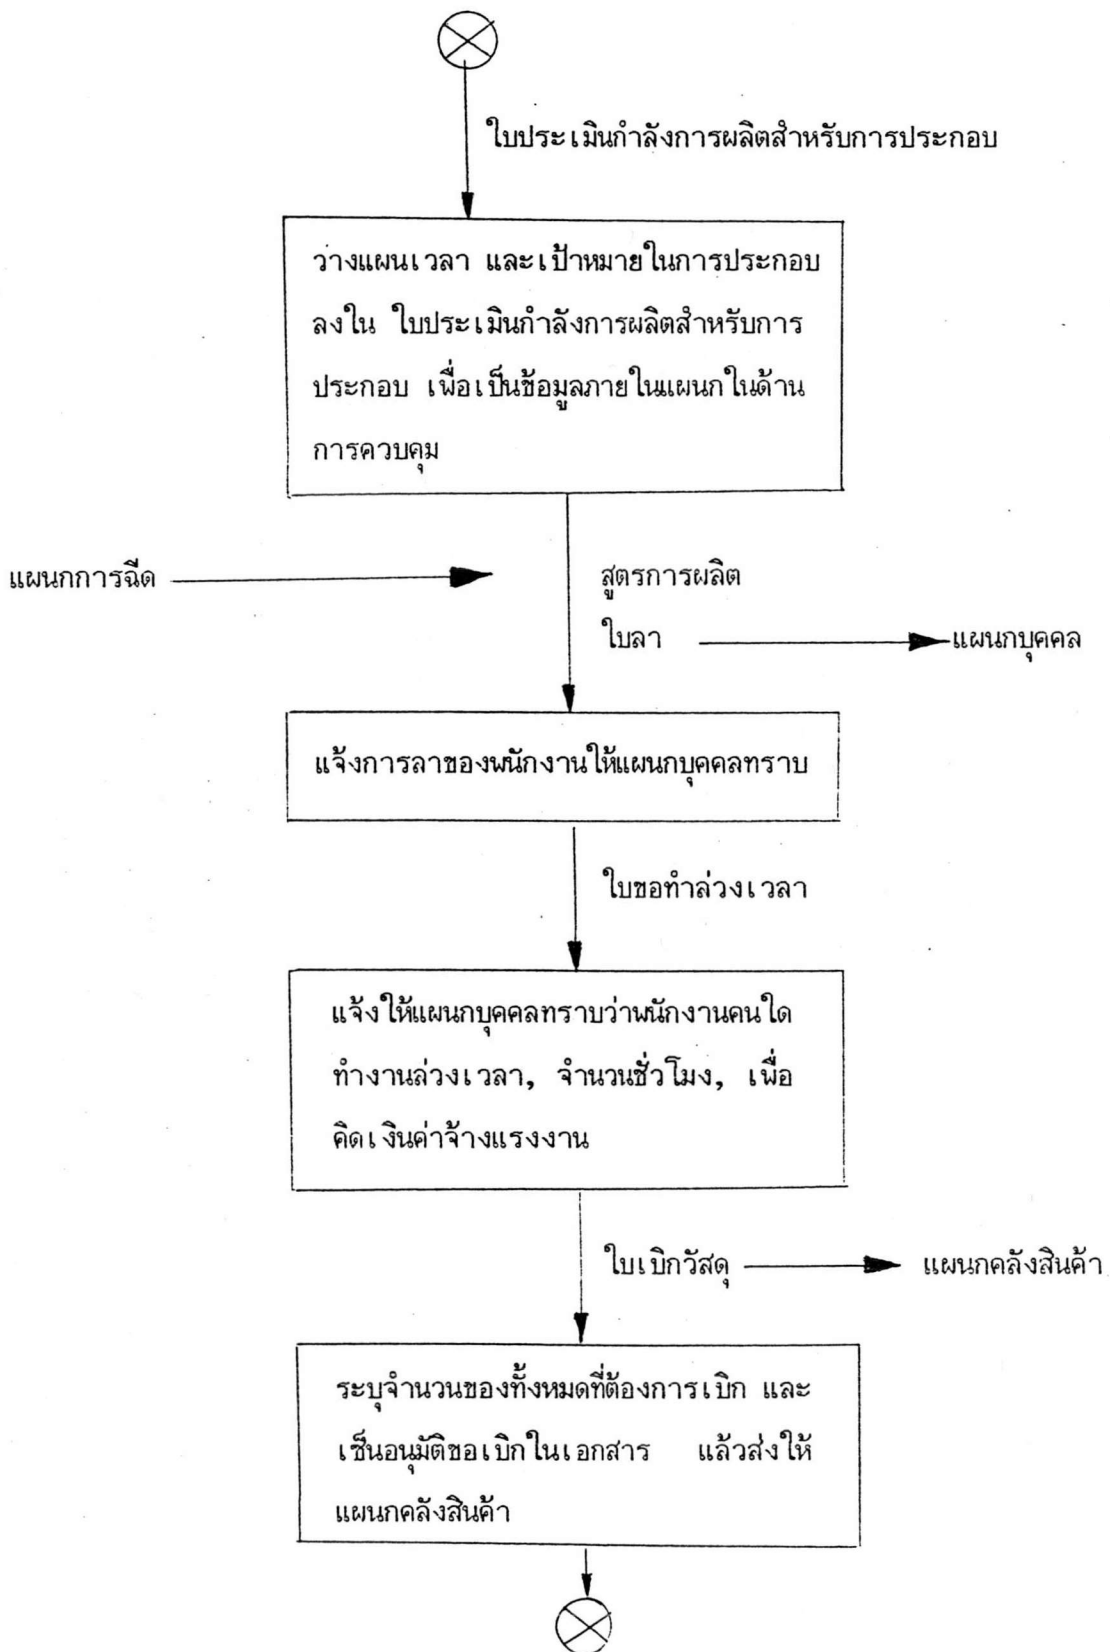 ใบประเมินกำลังการผลิตสำหรับการประกอบ
วางแผนเวลา และเป้าหมายในการประกอบ
ลงใน ใบประเมินกำลังการผลิตสำหรับการ
ประกอบ เพื่อเป็นข้อมูลภายในแผนกในด้าน
การควบคุม
แผนกการฉีด
สูตรการผลิต
ใบลา
แผนกบุคคล
แจ้งการลาของพนักงานให้แผนกบุคคลทราบ
ใบขอทำล่วงเวลา
แจ้งให้แผนกบุคคลทราบว่าพนักงานคนใด
ทำงานล่วงเวลา, จำนวนชั่วโมง, เพื่อ
คิดเงินค่าจ้างแรงงาน
ใบเบิกวัสดุ
แผนกคลังสินค้า
ระบุจำนวนของทั้งหมดที่ต้องการเบิก และ
เซ็นอนุมัติขอเบิกในเอกสาร แล้วส่งให้
แผนกคลังสินค้า